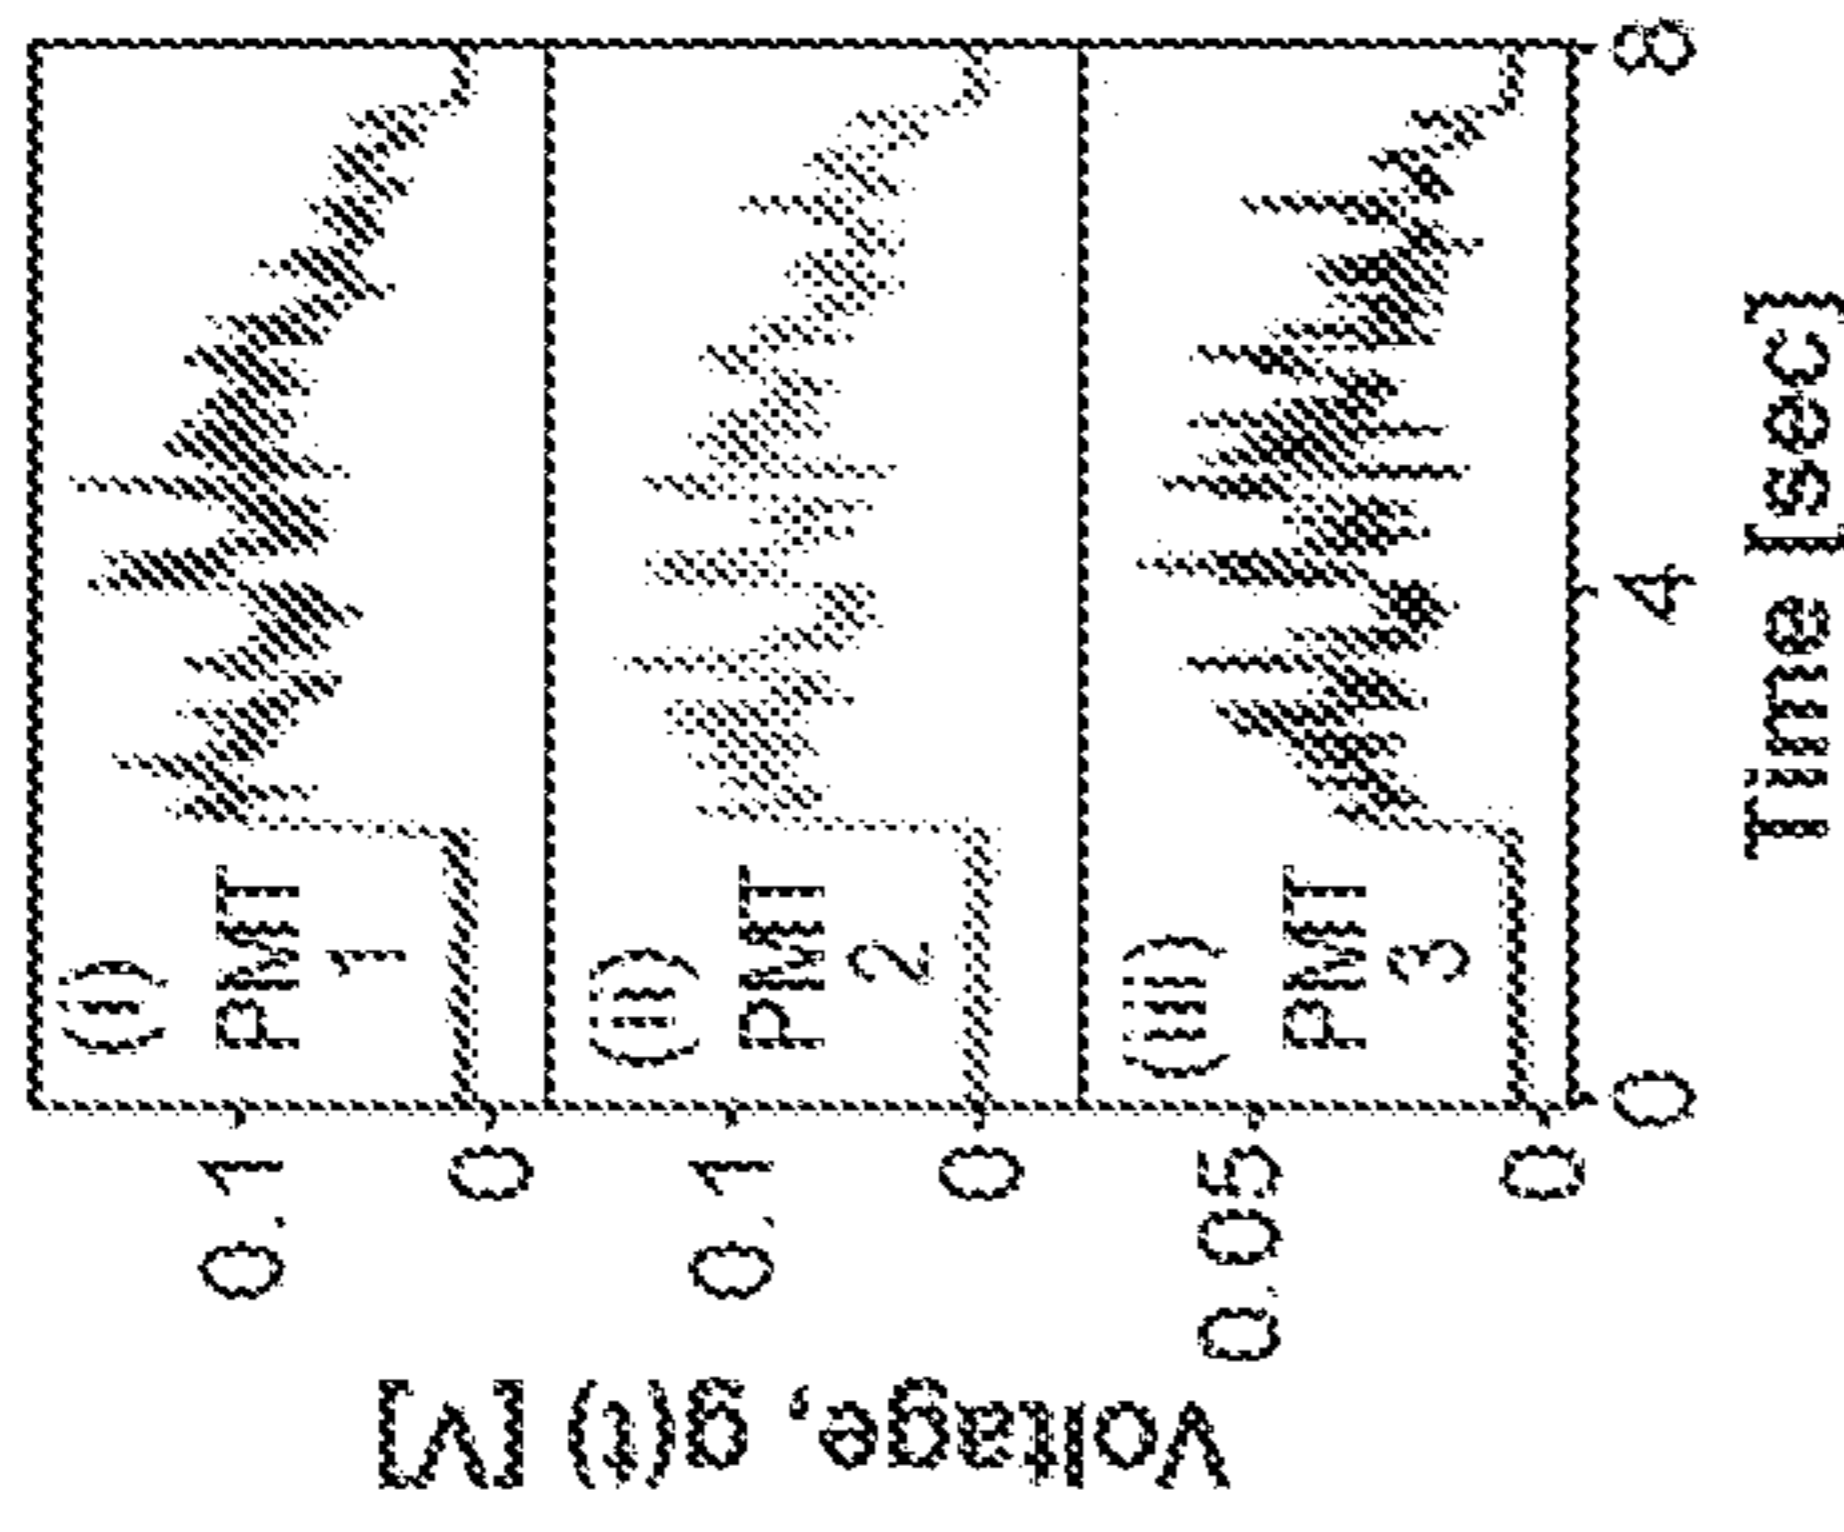 Voltage, g(t) [V]
(i)
PMT
1
0.1
0
(ii)
PMT
2
0.1
0
(iii)
PMT
3
0.05
0
0
4
8
Time [sec]